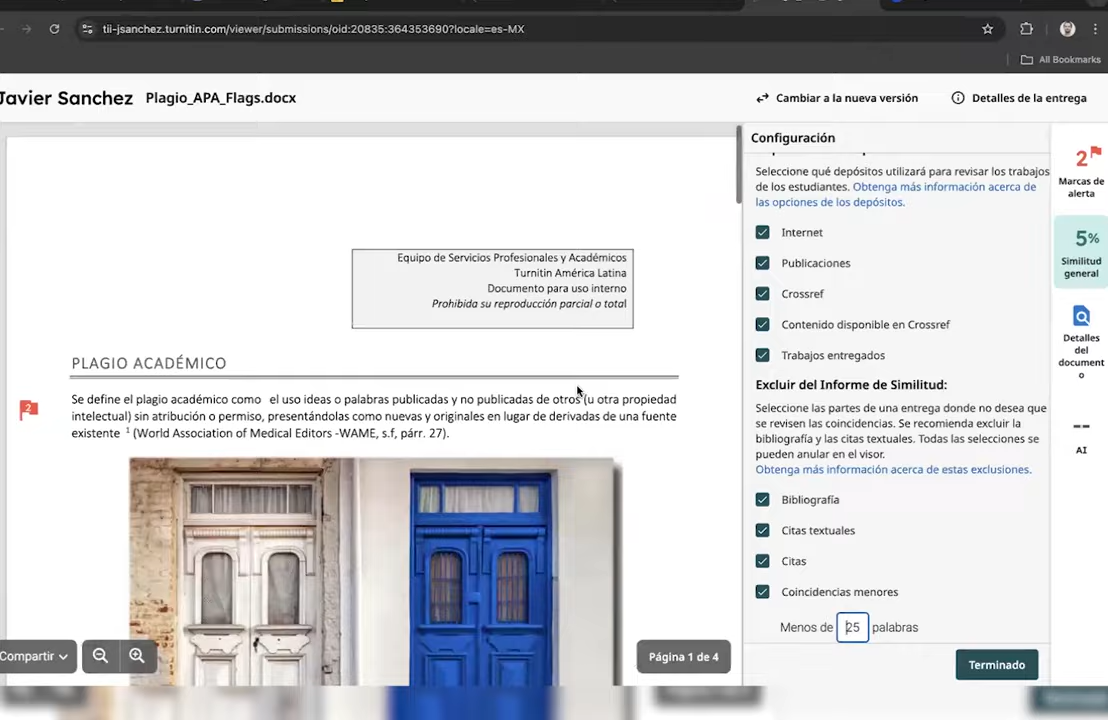 tii-jsanchez.turnitin.com/viewer/submissions/oid:20835:364353690?locale=es-MX
All Bookmarks
Javier Sanchez Plagio_APA_Flags.docx
Cambiar a la nueva versión
Detalles de la entrega
Equipo de Servicios Profesionales y Académicos
Turnitin América Latina
Documento para uso interno
Prohibida su reproducción parcial o total
PLAGIO ACADÉMICO
2
Se define el plagio académico como el uso ideas o palabras publicadas y no publicadas de otros (u otra propiedad
intelectual) sin atribución o permiso, presentándolas como nuevas y originales en lugar de derivadas de una fuente
existente 1 (World Association of Medical Editors -WAME, s.f, párr. 27).
Compartir
Página 1 de 4
Configuración
Seleccione qué depósitos utilizará para revisar los trabajos
de los estudiantes. Obtenga más información acerca de
las opciones de los depósitos.
Internet
Publicaciones
Crossref
Contenido disponible en Crossref
Trabajos entregados
Excluir del Informe de Similitud:
Seleccione las partes de una entrega donde no desea que
se revisen las coincidencias. Se recomienda excluir la
bibliografía y las citas textuales. Todas las selecciones se
pueden anular en el visor.
Obtenga más información acerca de estas exclusiones.
Bibliografía
Citas textuales
Citas
Coincidencias menores
Menos de 25 palabras
Terminado
2
Marcas de
alerta
5%
Similitud
general
Detalles
del
document
o
--
AI